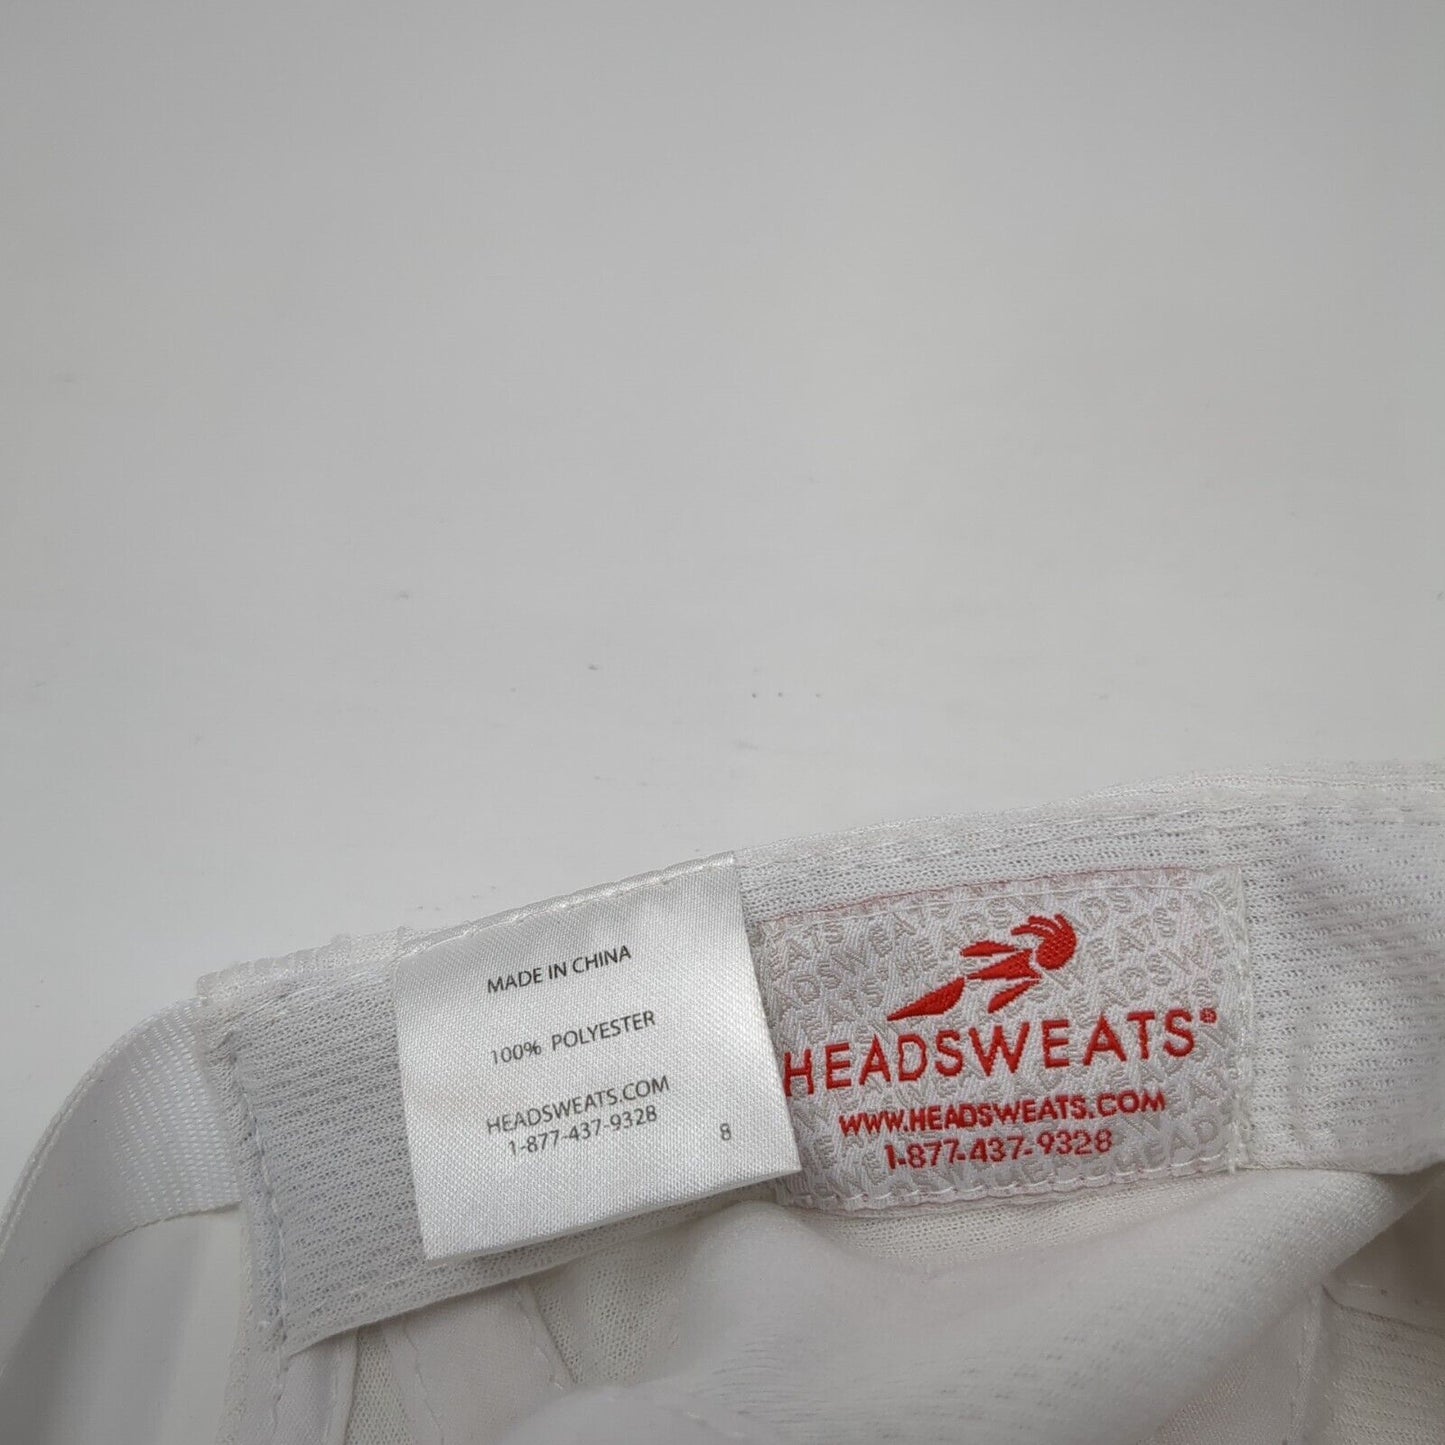 MADE IN CHINA
100% POLYESTER
HEADSWEATS.COM
1-877-437-9328
8
HEADSWEATS®
WWW.HEADSWEATS.COM
1-877-437-9328